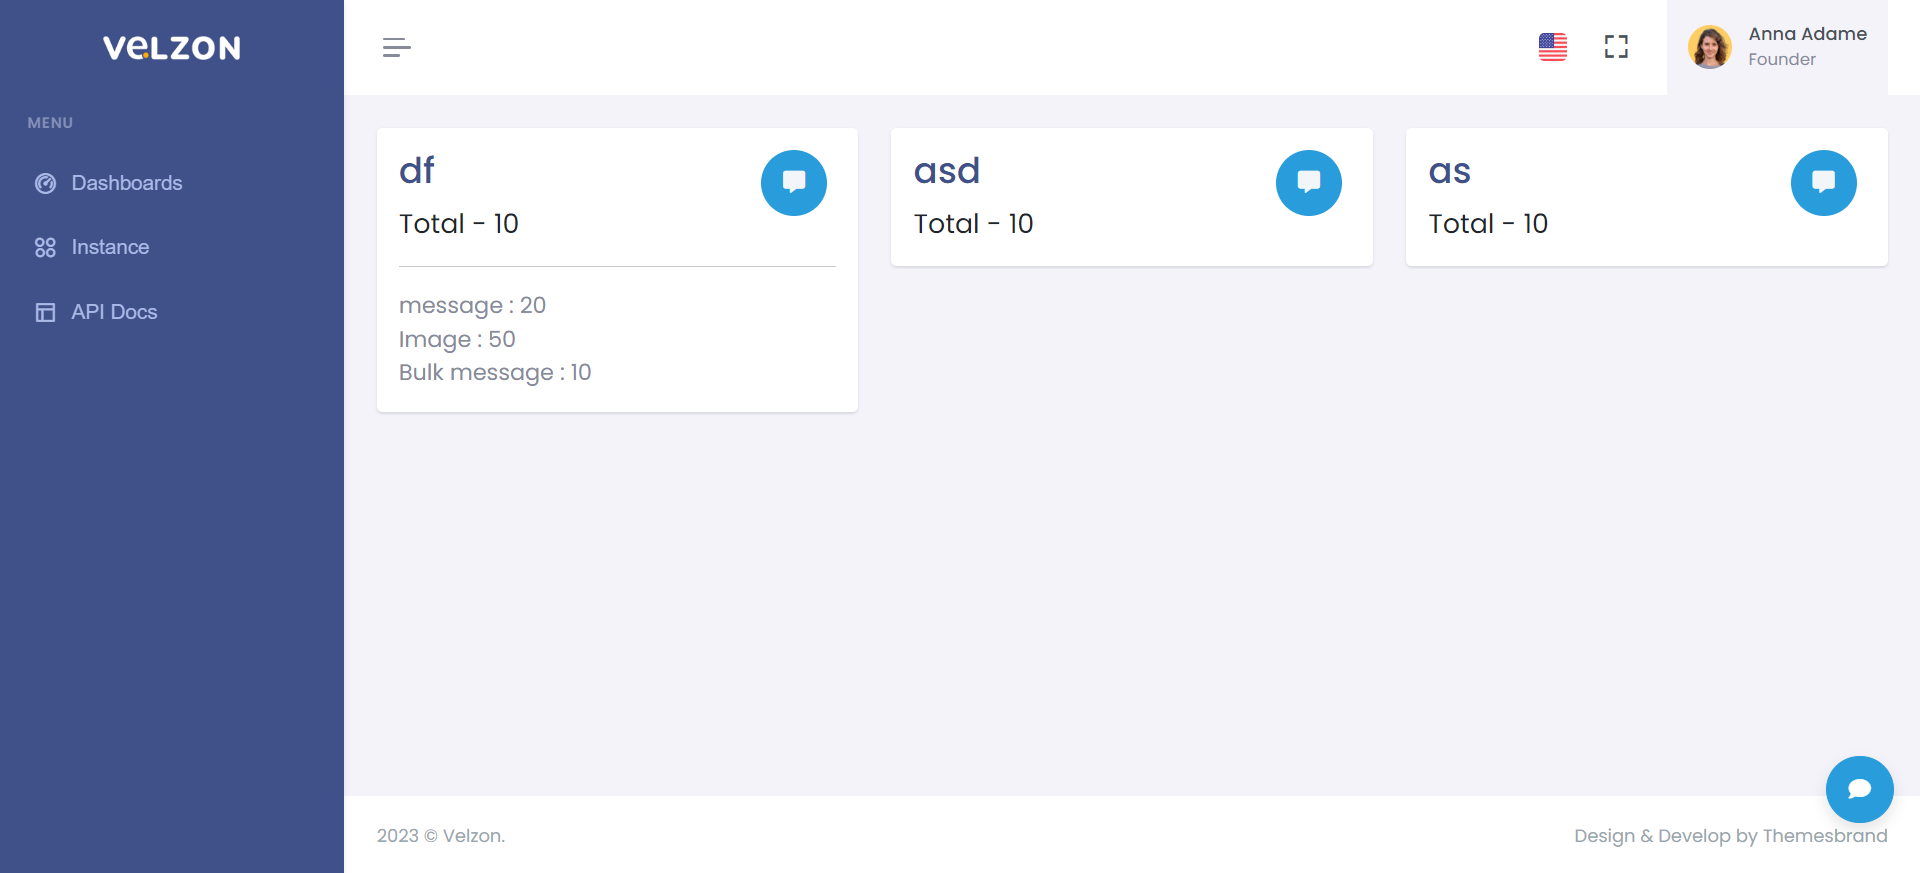 VELZON
MENU
Dashboards
Instance
API Docs
Anna Adame
Founder
df
Total - 10
message : 20
Image : 50
Bulk message : 10
asd
Total - 10
as
Total - 10
2023 © Velzon.
Design & Develop by Themesbrand